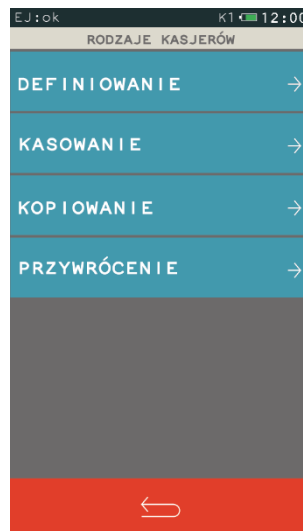 EJ:ok K1 12:00
RODZAJE KASJERÓW
DEFINIOWANIE
KASOWANIE
KOPIOWANIE
PRZYWRÓCENIE